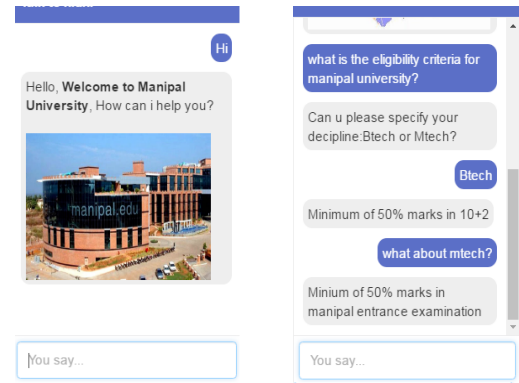 Hi
Hello, Welcome to Manipal
University, How can i help you?
manipal.edu
You say...
what is the eligibility criteria for
manipal university?
Can u please specify your
decipline:Btech or Mtech?
Btech
Minimum of 50% marks in 10+2
what about mtech?
Minium of 50% marks in
manipal entrance examination
You say...